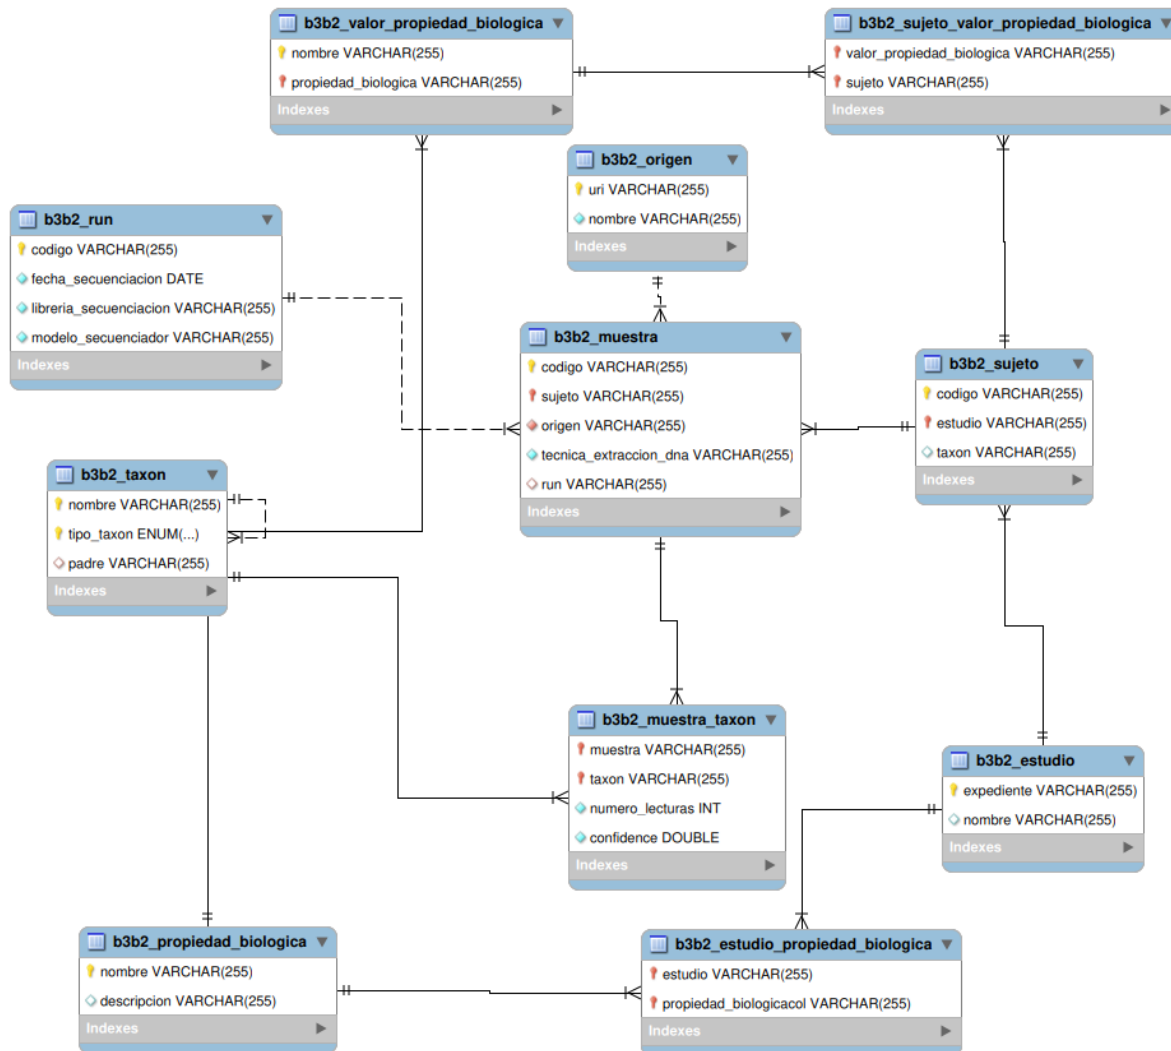 b3b2_valor_propiedad_biologica
nombre VARCHAR(255)
propiedad_biologica VARCHAR(255)
Indexes
b3b2_sujeto_valor_propiedad_biologica
valor_propiedad_biologica VARCHAR(255)
sujeto VARCHAR(255)
Indexes
b3b2_origen
uri VARCHAR(255)
nombre VARCHAR(255)
Indexes
b3b2_run
codigo VARCHAR(255)
fecha_secuenciacion DATE
libreria_secuenciacion VARCHAR(255)
modelo_secuenciador VARCHAR(255)
Indexes
b3b2_muestra
codigo VARCHAR(255)
sujeto VARCHAR(255)
origen VARCHAR(255)
tecnica_extraccion_dna VARCHAR(255)
run VARCHAR(255)
Indexes
b3b2_sujeto
codigo VARCHAR(255)
estudio VARCHAR(255)
taxon VARCHAR(255)
Indexes
b3b2_taxon
nombre VARCHAR(255)
tipo_taxon ENUM(...)
padre VARCHAR(255)
Indexes
b3b2_muestra_taxon
muestra VARCHAR(255)
taxon VARCHAR(255)
numero_lecturas INT
confidence DOUBLE
Indexes
b3b2_estudio
expediente VARCHAR(255)
nombre VARCHAR(255)
Indexes
b3b2_propiedad_biologica
nombre VARCHAR(255)
descripcion VARCHAR(255)
Indexes
b3b2_estudio_propiedad_biologica
estudio VARCHAR(255)
propiedad_biologicacol VARCHAR(255)
Indexes